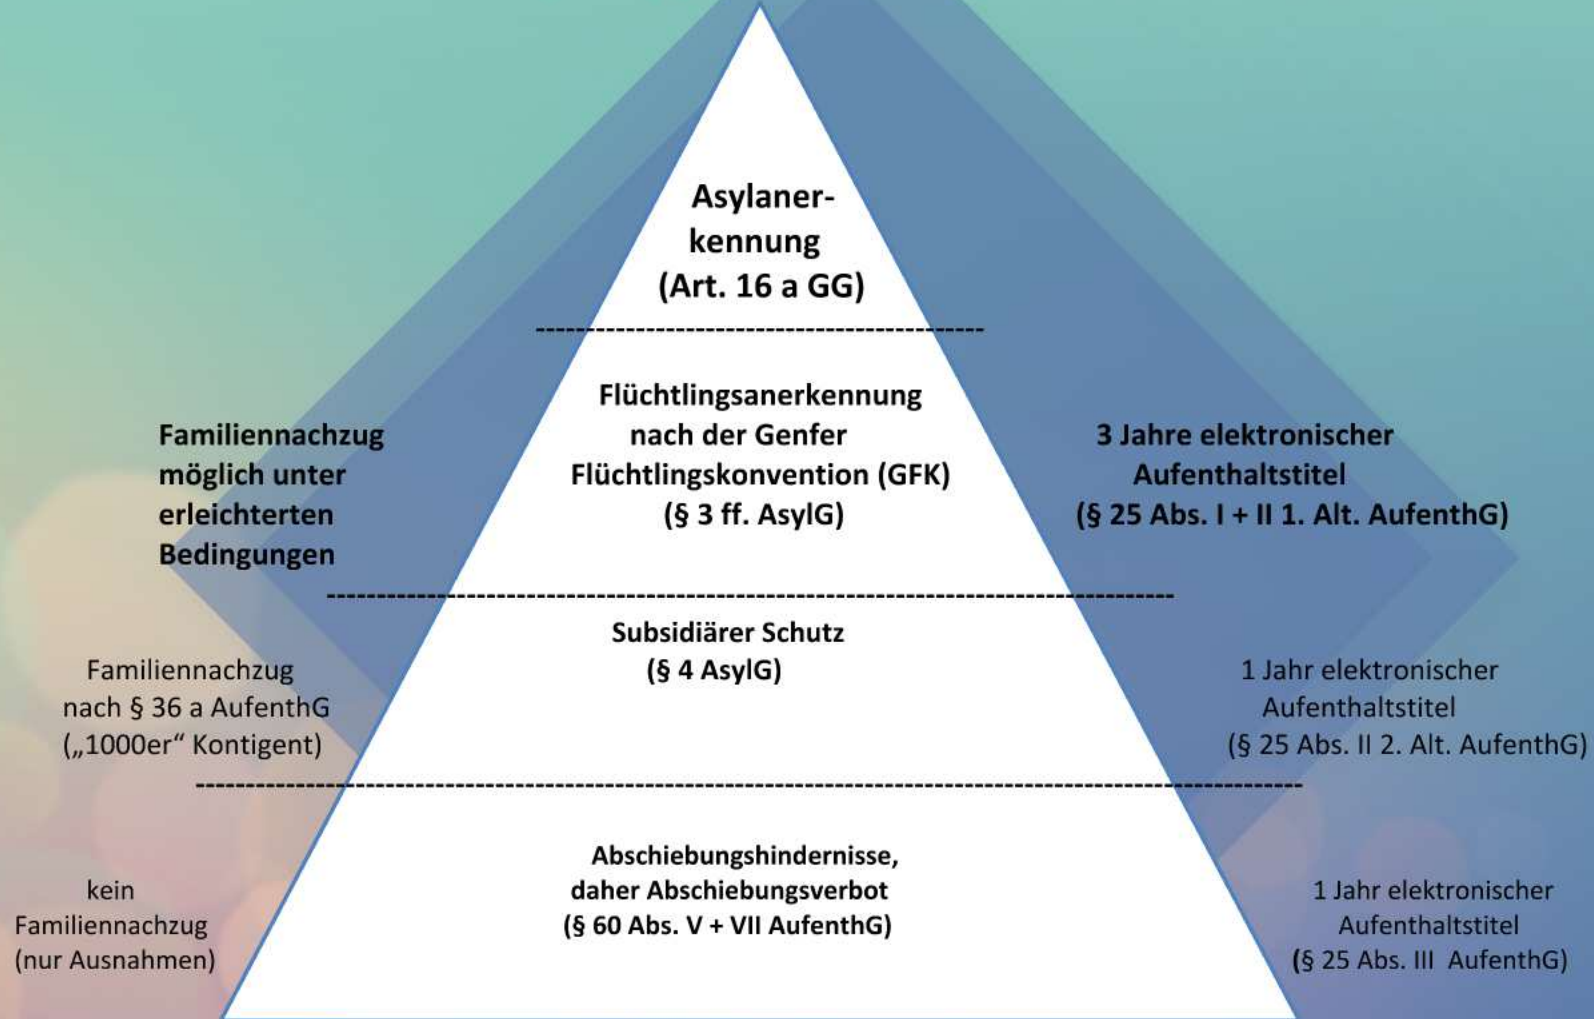 Asylaner-
kennung
(Art. 16 a GG)
Familiennachzug
möglich unter
erleichterten
Bedingungen
Flüchtlingsanerkennung
nach der Genfer
Flüchtlingskonvention (GFK)
(§ 3 ff. AsylG)
3 Jahre elektronischer
Aufenthaltstitel
(§ 25 Abs. I + II 1. Alt. AufenthG)
Familiennachzug
nach § 36 a AufenthG
(„1000er“ Kontigent)
Subsidiärer Schutz
(§ 4 AsylG)
1 Jahr elektronischer
Aufenthaltstitel
(§ 25 Abs. II 2. Alt. AufenthG)
kein
Familiennachzug
(nur Ausnahmen)
Abschiebungshindernisse,
daher Abschiebungsverbot
(§ 60 Abs. V + VII AufenthG)
1 Jahr elektronischer
Aufenthaltstitel
(§ 25 Abs. III AufenthG)